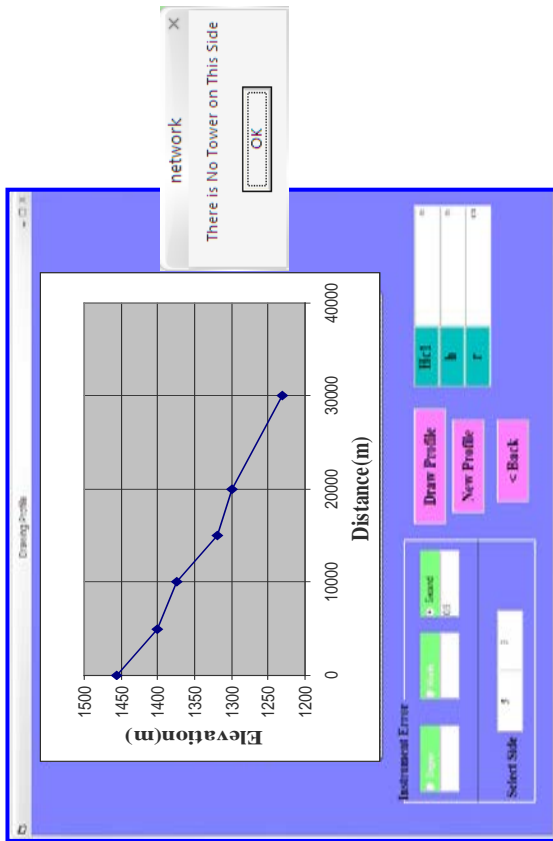 Drawing Profile
1500
1450
1400
1350
1300
1250
1200
Elevation(m)
0
10000
20000
30000
40000
Distance(m)
network
There is No Tower on This Side
OK
Instrument Error
Degree
Second
Select Side
Draw Profile
New Profile
< Back
Hc1
h
r